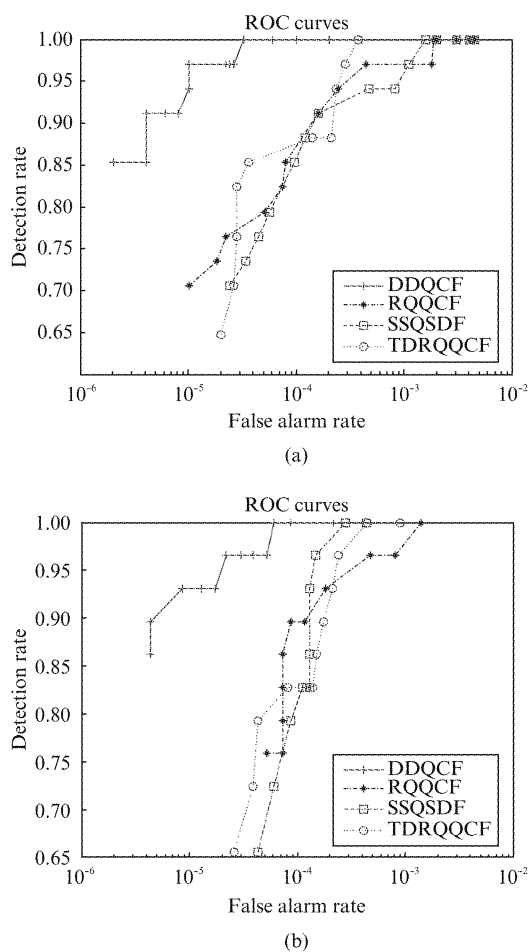 ROC curves
1.00
0.95
0.90
0.85
0.80
0.75
0.70
0.65
Detection rate
DDQCF
RQQCF
SSQSDF
TDRQQCF
10⁻⁶ 10⁻⁵ 10⁻⁴ 10⁻³ 10⁻²
False alarm rate
(a)
ROC curves
1.00
0.95
0.90
0.85
0.80
0.75
0.70
0.65
Detection rate
DDQCF
RQQCF
SSQSDF
TDRQQCF
10⁻⁶ 10⁻⁵ 10⁻⁴ 10⁻³ 10⁻²
False alarm rate
(b)